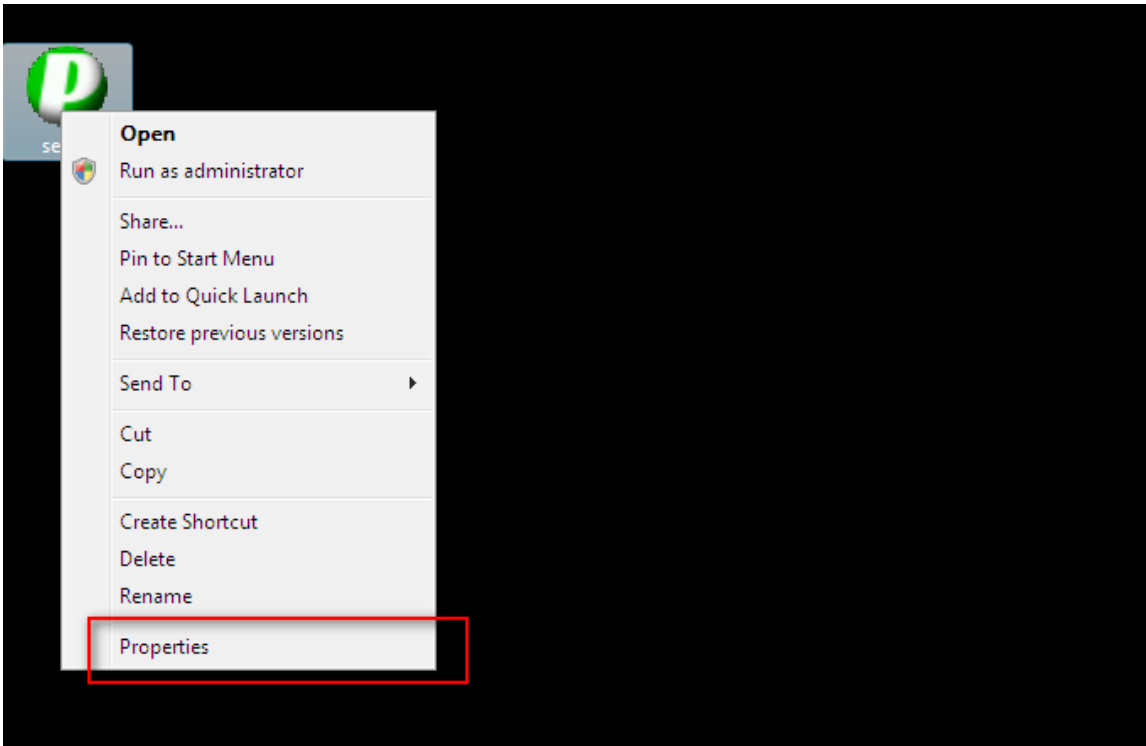 P
se
Open
Run as administrator
Share...
Pin to Start Menu
Add to Quick Launch
Restore previous versions
Send To
Cut
Copy
Create Shortcut
Delete
Rename
Properties